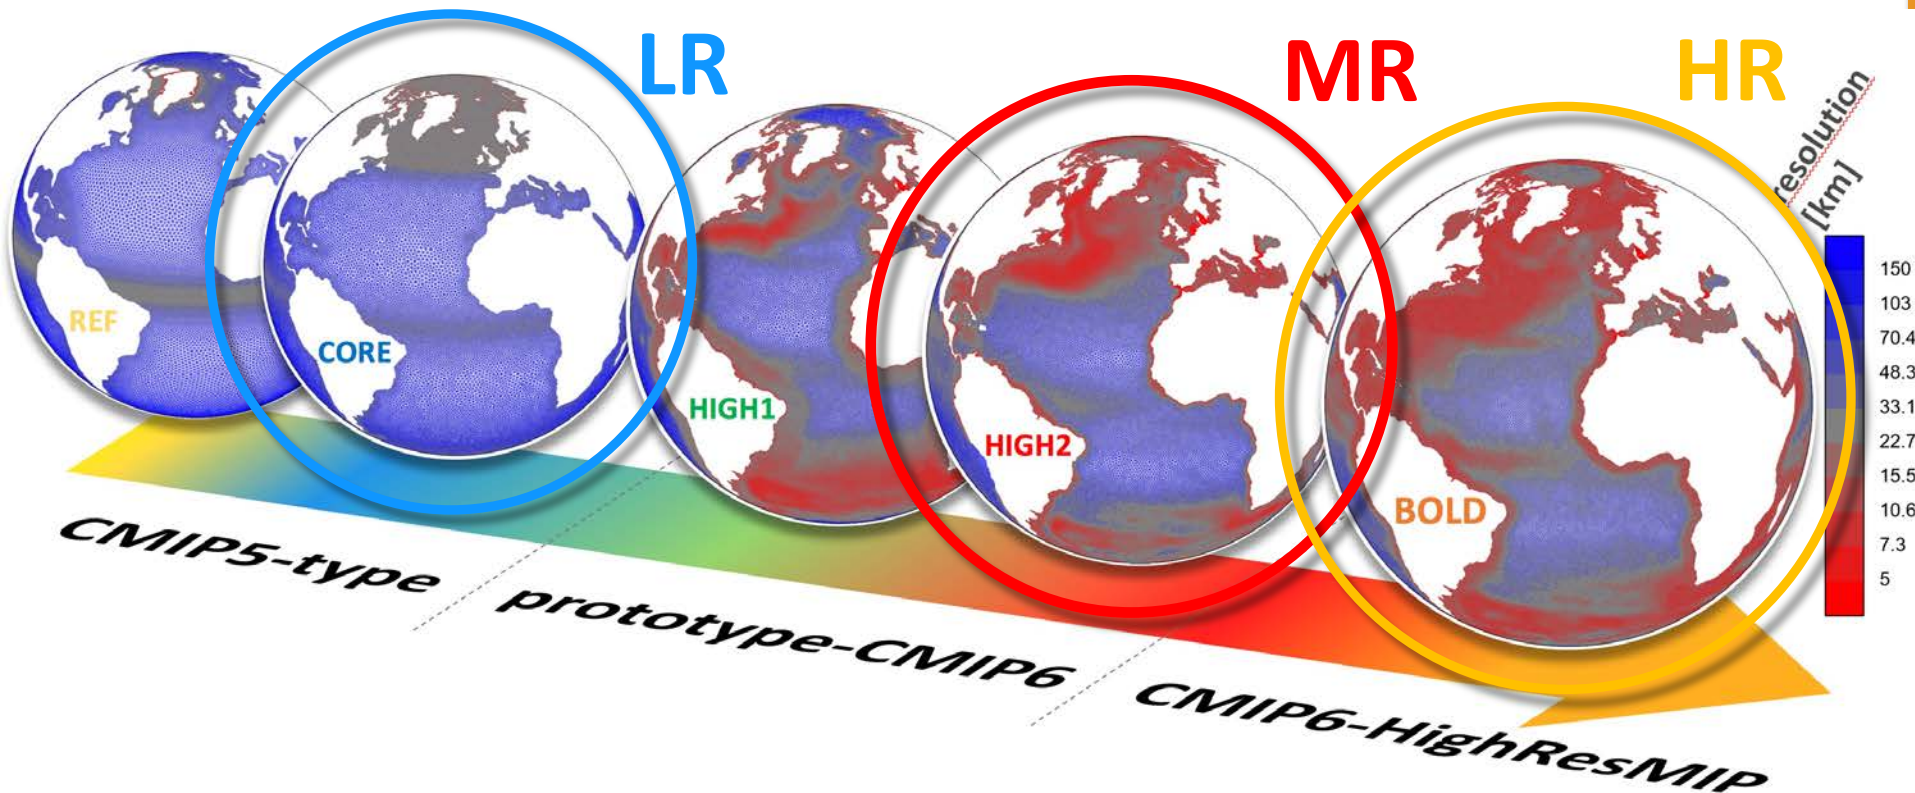 LR
MR
HR
resolution
[km]
REF
CORE
HIGH1
HIGH2
BOLD
150
103
70.4
48.3
33.1
22.7
15.5
10.6
7.3
5
CMIP5-type
prototype-CMIP6
CMIP6-HighResMIP